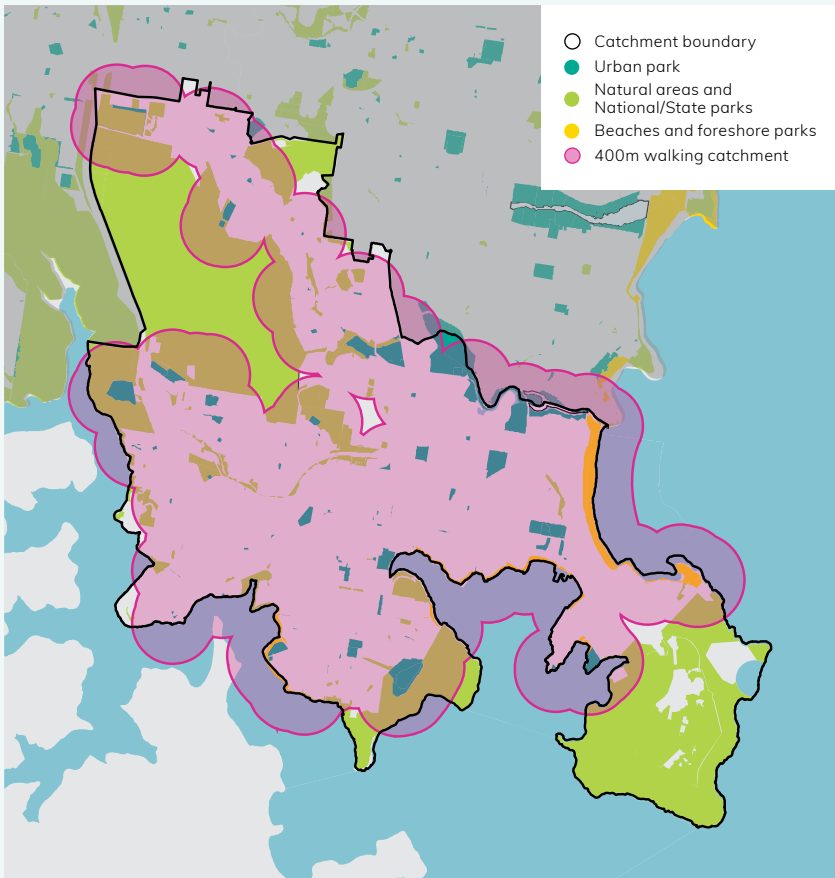 Catchment boundary
Urban park
Natural areas and
National/State parks
Beaches and foreshore parks
400m walking catchment